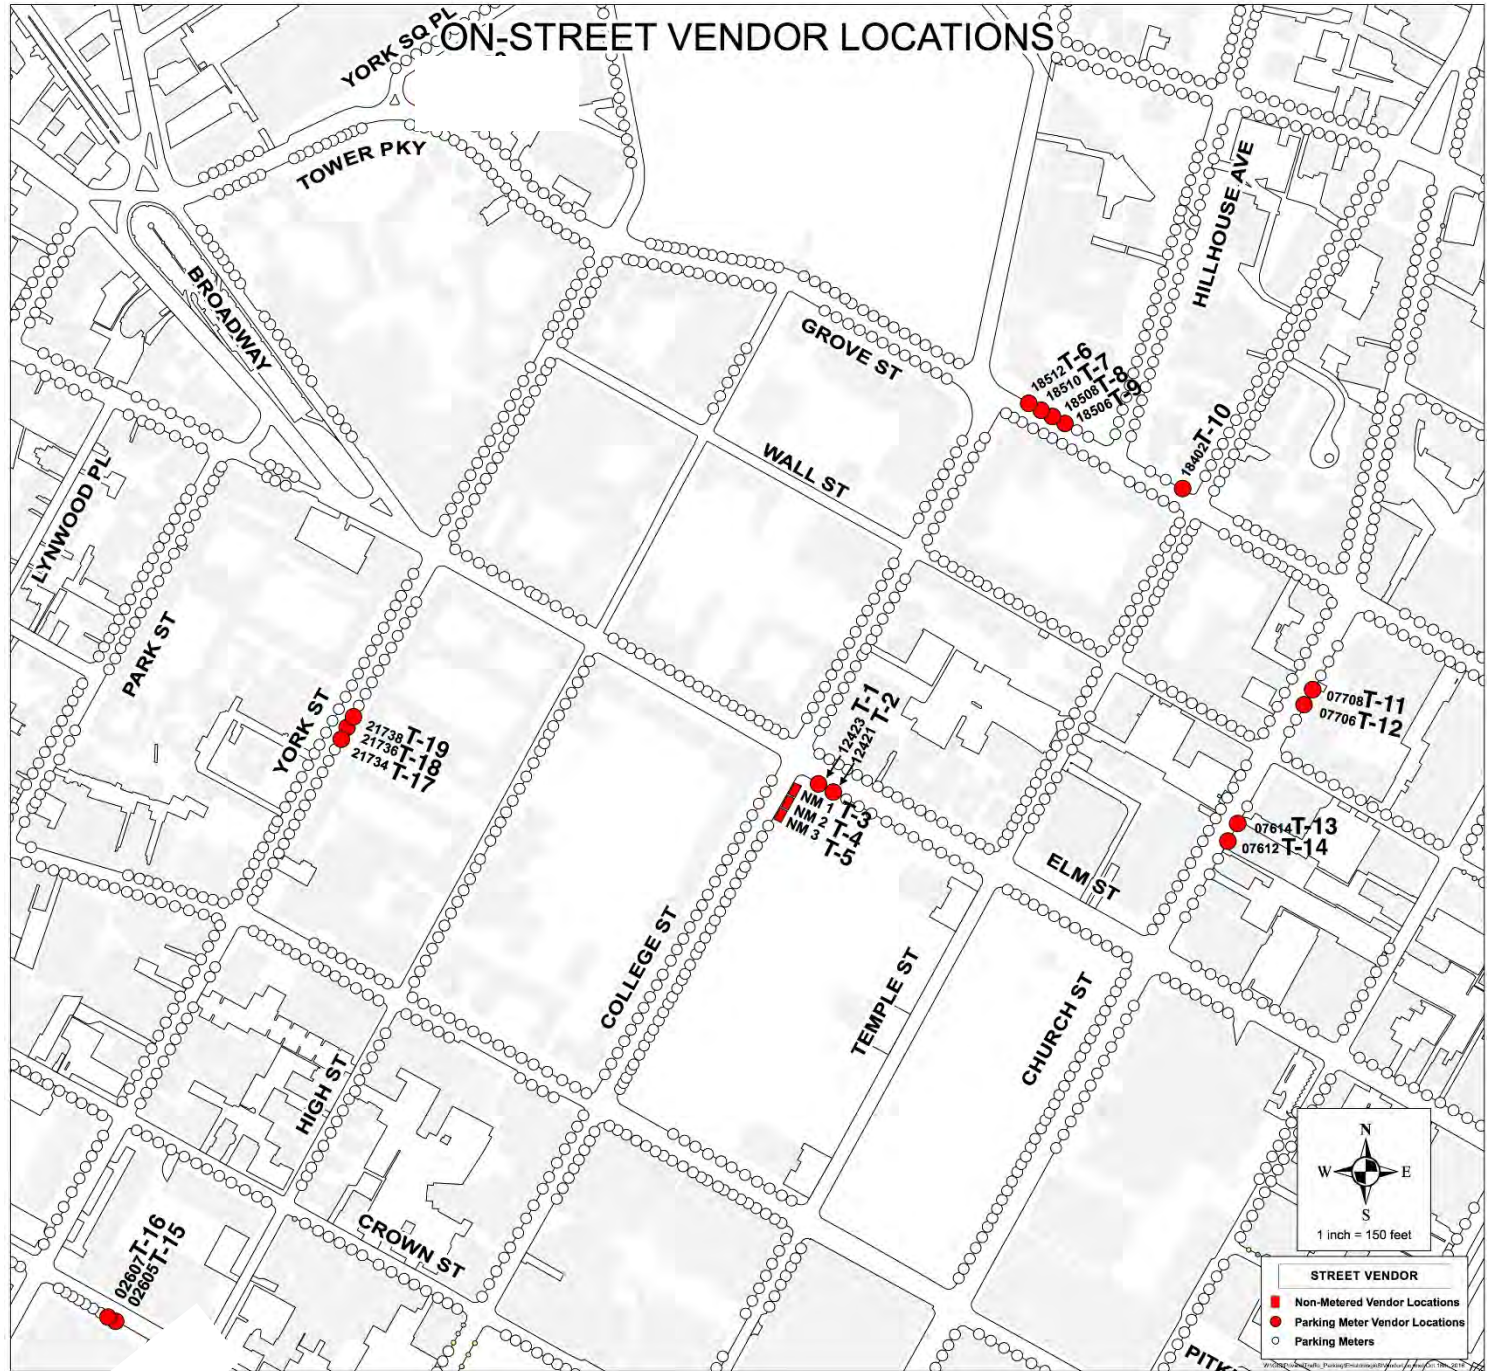 ON-STREET VENDOR LOCATIONS
YORK SQ PL
TOWER PKY
BROADWAY
HILLHOUSE AVE
GROVE ST
18512 T-6
18510 T-7
18508 T-8
18506 T-9
18402 T-10
WALL ST
LYNWOOD PL
PARK ST
YORK ST
21738 T-19
21736 T-18
21734 T-17
12423 T-1
12421 T-2
NM 1 T-3
NM 2 T-4
NM 3 T-5
07708 T-11
07706 T-12
07614 T-13
07612 T-14
ELM ST
COLLEGE ST
TEMPLE ST
CHURCH ST
HIGH ST
CROWN ST
02607 T-16
02605 T-15
N
W E
S
1 inch = 150 feet
STREET VENDOR
Non-Metered Vendor Locations
Parking Meter Vendor Locations
Parking Meters
PITK